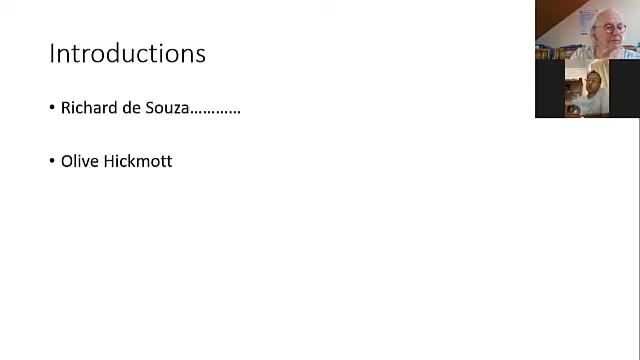 Introductions
• Richard de Souza…………
• Olive Hickmott